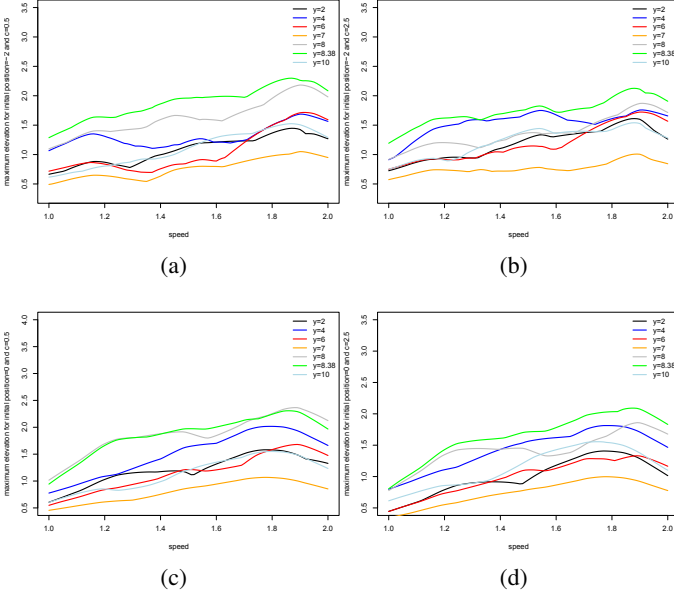 maximum elevation for initial position=-2 and c=0.5
3.5
3.0
2.5
2.0
1.5
1.0
0.5
1.0 1.2 1.4 1.6 1.8 2.0
speed
y=2
y=4
y=6
y=7
y=8
y=8.38
y=10
(a)
maximum elevation for initial position=-2 and c=2.5
3.5
3.0
2.5
2.0
1.5
1.0
0.5
1.0 1.2 1.4 1.6 1.8 2.0
speed
y=2
y=4
y=6
y=7
y=8
y=8.38
y=10
(b)
maximum elevation for initial position=0 and c=0.5
4.0
3.5
3.0
2.5
2.0
1.5
1.0
0.5
1.0 1.2 1.4 1.6 1.8 2.0
speed
y=2
y=4
y=6
y=7
y=8
y=8.38
y=10
(c)
maximum elevation for initial position=0 and c=2.5
3.5
3.0
2.5
2.0
1.5
1.0
0.5
1.0 1.2 1.4 1.6 1.8 2.0
speed
y=2
y=4
y=6
y=7
y=8
y=8.38
y=10
(d)